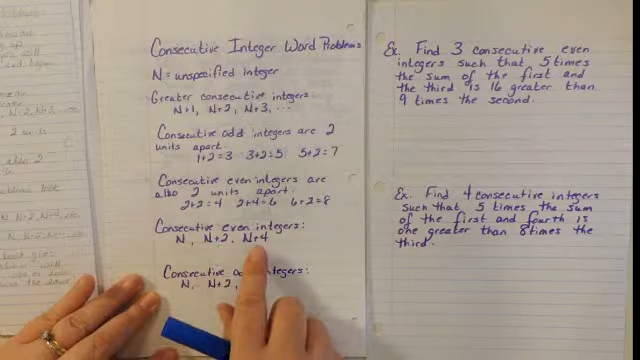 Consecutive Integer Word Problems
N = unspecified integer
Greater consecutive integers:
N+1, N+2, N+3, ...
Consecutive odd integers are 2
units apart.
1+2=3 3+2=5 5+2=7
Consecutive even integers are
also 2 units apart:
2+2=4 2+4=6 6+2=8
Consecutive even integers:
N, N+2, N+4
Consecutive integers:
N, N+2,
Ex. Find 3 consecutive even
integers such that 5 times
the sum of the first and
the third is 16 greater than
9 times the second.
Ex. Find 4 consecutive integers
such that 5 times the sum
of the first and fourth is
one greater than 8 times the
third.
2 units